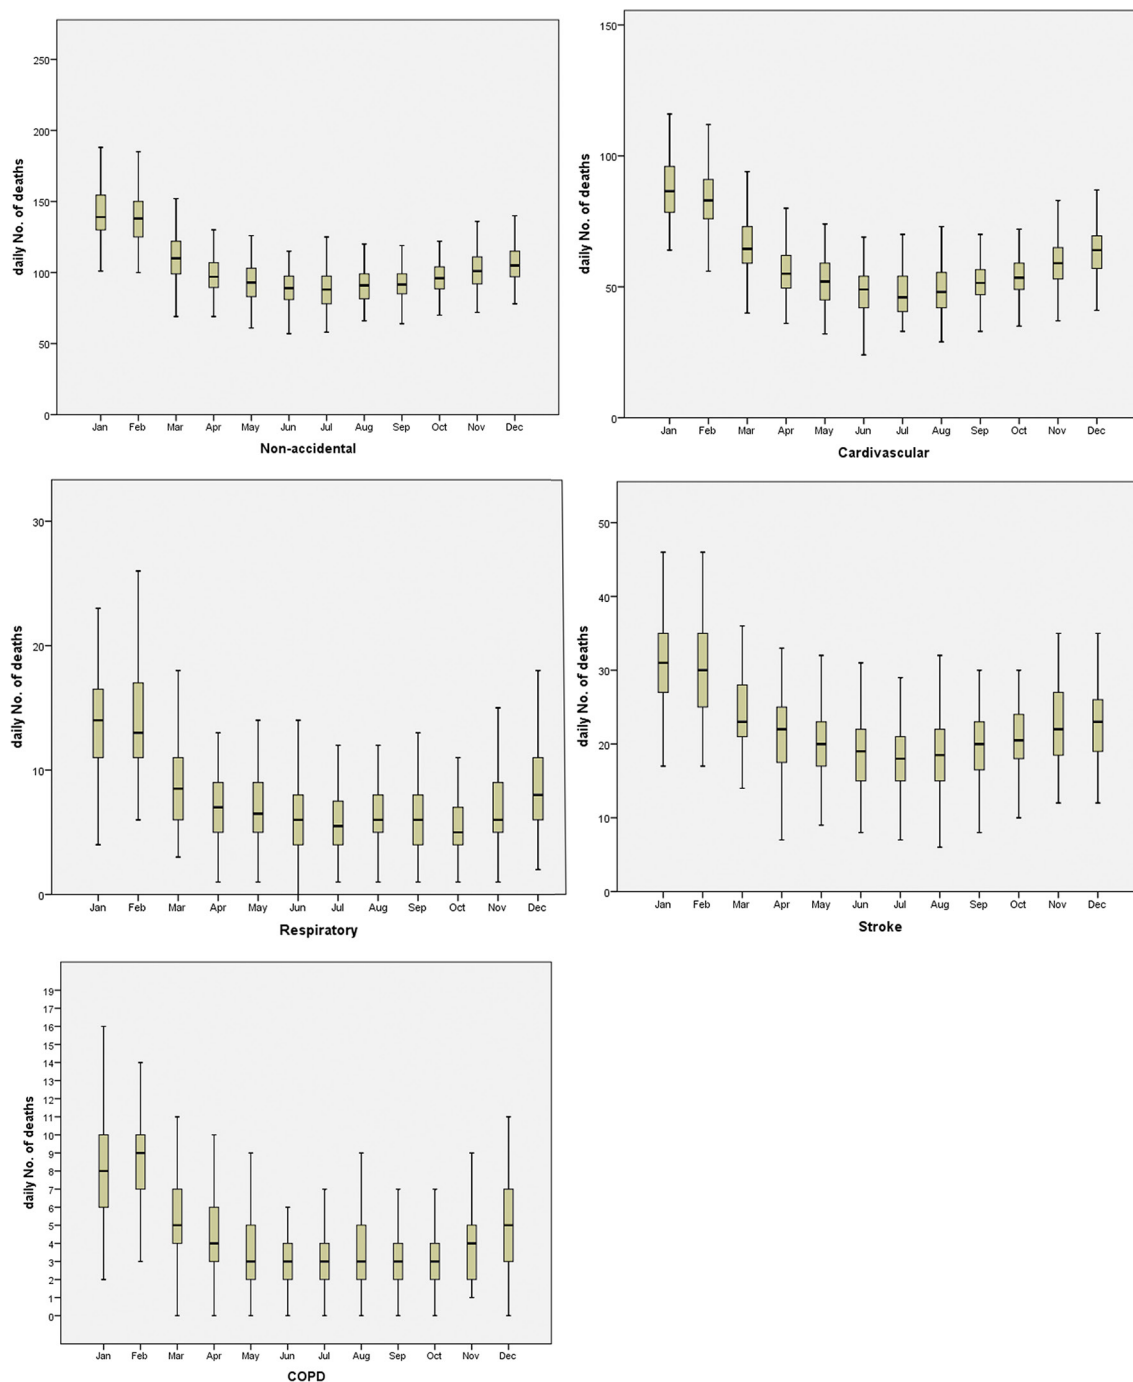 daily No. of deaths
250
200
150
100
50
0
Jan Feb Mar Apr May Jun Jul Aug Sep Oct Nov Dec
Non-accidental
daily No. of deaths
150
100
50
0
Jan Feb Mar Apr May Jun Jul Aug Sep Oct Nov Dec
Cardivascular
daily No. of deaths
30
20
10
0
Jan Feb Mar Apr May Jun Jul Aug Sep Oct Nov Dec
Respiratory
daily No. of deaths
50
40
30
20
10
0
Jan Feb Mar Apr May Jun Jul Aug Sep Oct Nov Dec
Stroke
daily No. of deaths
19
17
16
15
14
13
12
11
10
9
8
7
6
5
4
3
2
1
0
Jan Feb Mar Apr May Jun Jul Aug Sep Oct Nov Dec
COPD